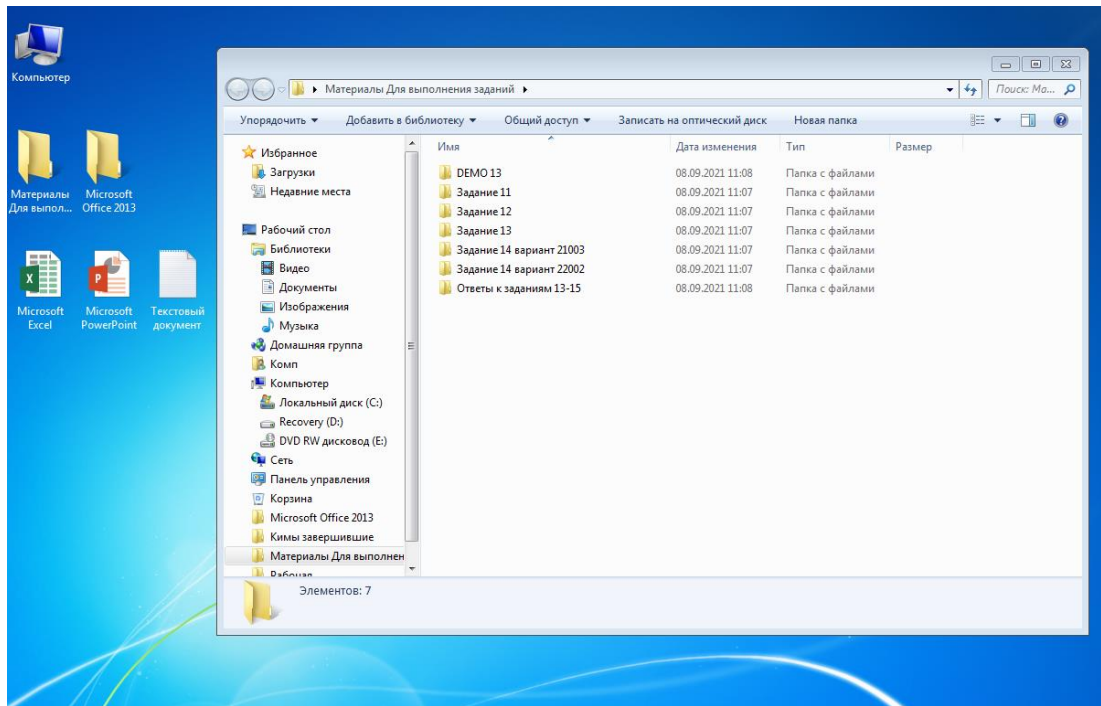 Компьютер
Материалы Для выпол...
Microsoft Office 2013
Microsoft Excel
Microsoft PowerPoint
Текстовый документ
Материалы Для выполнения заданий
Поиск: Ма...
Упорядочить
Добавить в библиотеку
Общий доступ
Записать на оптический диск
Новая папка
Избранное
Загрузки
Недавние места
Рабочий стол
Библиотеки
Видео
Документы
Изображения
Музыка
Домашняя группа
Комп
Компьютер
Локальный диск (C:)
Recovery (D:)
DVD RW дисковод (E:)
Сеть
Панель управления
Корзина
Microsoft Office 2013
Кимы завершившие
Материалы Для выполнен
Рабочая
Имя Дата изменения Тип Размер
DEMO 13 08.09.2021 11:08 Папка с файлами
Задание 11 08.09.2021 11:07 Папка с файлами
Задание 12 08.09.2021 11:07 Папка с файлами
Задание 13 08.09.2021 11:07 Папка с файлами
Задание 14 вариант 21003 08.09.2021 11:07 Папка с файлами
Задание 14 вариант 22002 08.09.2021 11:07 Папка с файлами
Ответы к заданиям 13-15 08.09.2021 11:08 Папка с файлами
Элементов: 7